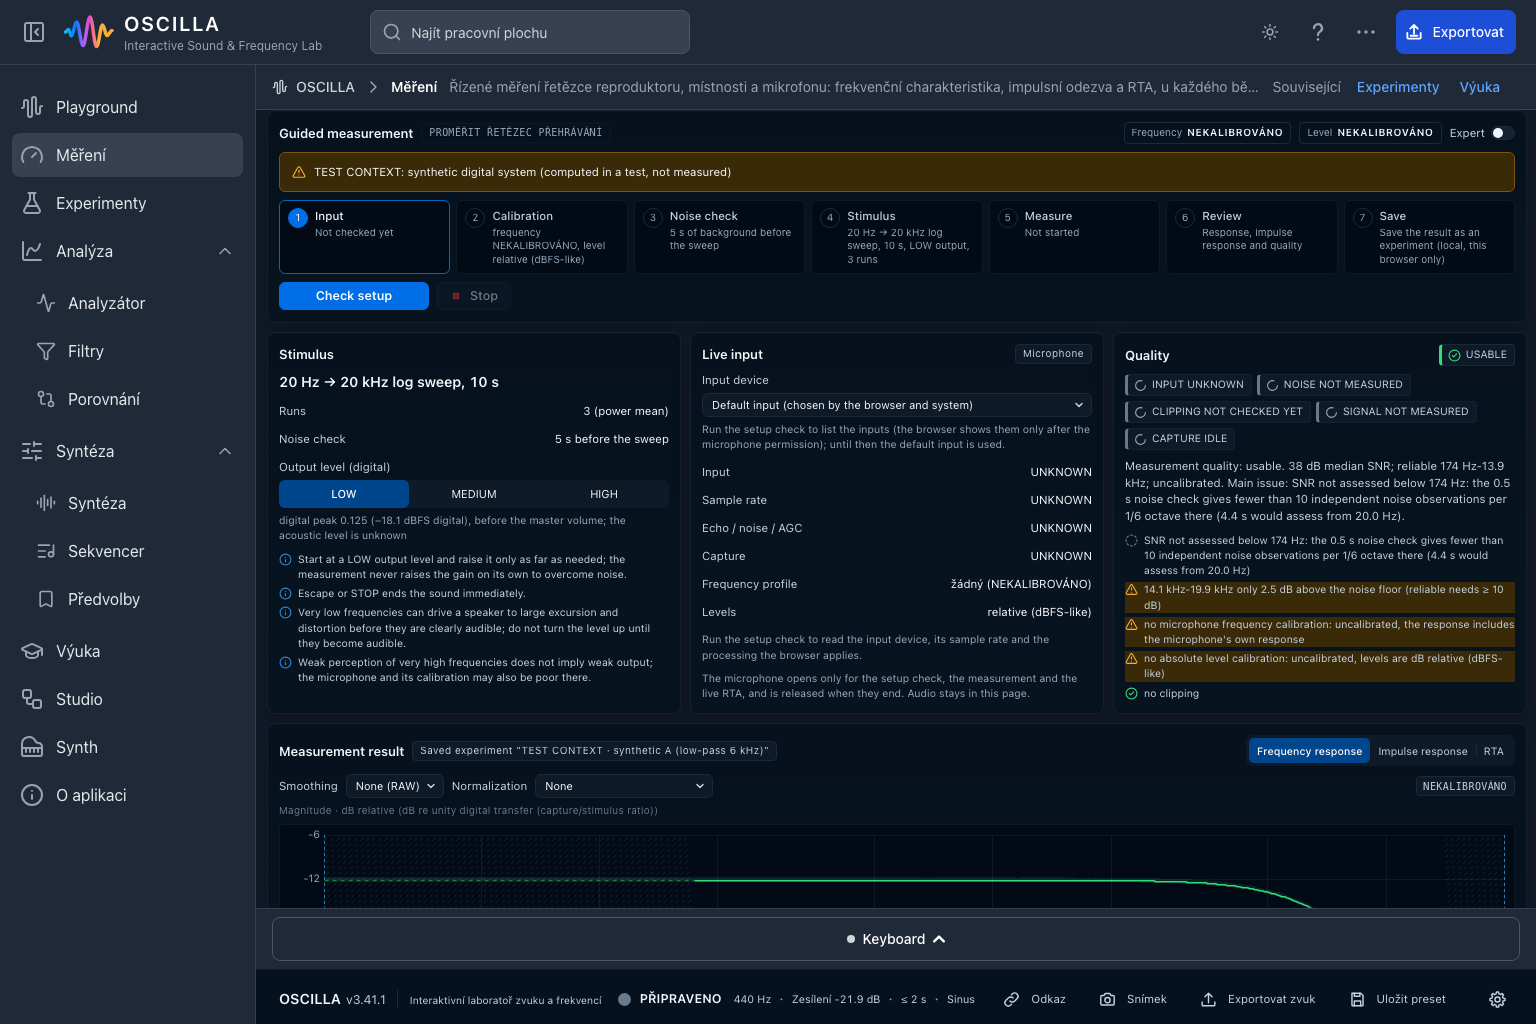 OSCILLA
Interactive Sound & Frequency Lab
Najít pracovní plochu
?
Exportovat
Playground
Měření
Experimenty
Analýza
Analyzátor
Filtry
Porovnání
Syntéza
Syntéza
Sekvencer
Předvolby
Výuka
Studio
Synth
O aplikaci
OSCILLA
Měření
Řízené měření řetězce reproduktoru, místnosti a mikrofonu: frekvenční charakteristika, impulsní odezva a RTA, u každého bě...
Související
Experimenty
Výuka
Guided measurement
PROMĚŘIT ŘETĚZEC PŘEHRÁVÁNÍ
Frequency NEKALIBROVÁNO
Level NEKALIBROVÁNO
Expert
TEST CONTEXT: synthetic digital system (computed in a test, not measured)
1
Input
Not checked yet
2
Calibration
frequency
NEKALIBROVÁNO, level
relative (dBFS-like)
3
Noise check
5 s of background before
the sweep
4
Stimulus
20 Hz → 20 kHz log
sweep, 10 s, LOW output,
3 runs
5
Measure
Not started
6
Review
Response, impulse
response and quality
7
Save
Save the result as an
experiment (local, this
browser only)
Check setup
Stop
Stimulus
20 Hz → 20 kHz log sweep, 10 s
Runs
3 (power mean)
Noise check
5 s before the sweep
Output level (digital)
LOW
MEDIUM
HIGH
digital peak 0.125 (−18.1 dBFS digital), before the master volume; the
acoustic level is unknown
Start at a LOW output level and raise it only as far as needed; the
measurement never raises the gain on its own to overcome noise.
Escape or STOP ends the sound immediately.
Very low frequencies can drive a speaker to large excursion and
distortion before they are clearly audible; do not turn the level up until
they become audible.
Weak perception of very high frequencies does not imply weak output;
the microphone and its calibration may also be poor there.
Live input
Microphone
Input device
Default input (chosen by the browser and system)
Run the setup check to list the inputs (the browser shows them only after the
microphone permission); until then the default input is used.
Input
UNKNOWN
Sample rate
UNKNOWN
Echo / noise / AGC
UNKNOWN
Capture
UNKNOWN
Frequency profile
žádný (NEKALIBROVÁNO)
Levels
relative (dBFS-like)
Run the setup check to read the input device, its sample rate and the
processing the browser applies.
The microphone opens only for the setup check, the measurement and the
live RTA, and is released when they end. Audio stays in this page.
Quality
USABLE
INPUT UNKNOWN
NOISE NOT MEASURED
CLIPPING NOT CHECKED YET
SIGNAL NOT MEASURED
CAPTURE IDLE
Measurement quality: usable. 38 dB median SNR; reliable 174 Hz-13.9
kHz; uncalibrated. Main issue: SNR not assessed below 174 Hz: the 0.5
s noise check gives fewer than 10 independent noise observations per
1/6 octave there (4.4 s would assess from 20.0 Hz).
SNR not assessed below 174 Hz: the 0.5 s noise check gives fewer than
10 independent noise observations per 1/6 octave there (4.4 s would
assess from 20.0 Hz)
14.1 kHz-19.9 kHz only 2.5 dB above the noise floor (reliable needs ≥ 10
dB)
no microphone frequency calibration: uncalibrated, the response includes
the microphone's own response
no absolute level calibration: uncalibrated, levels are dB relative (dBFS-
like)
no clipping
Measurement result
Saved experiment "TEST CONTEXT · synthetic A (low-pass 6 kHz)"
Frequency response
Impulse response
RTA
Smoothing
None (RAW)
Normalization
None
NEKALIBROVÁNO
Magnitude · dB relative (dB re unity digital transfer (capture/stimulus ratio))
-6
-12
Keyboard
OSCILLA v3.41.1
Interaktivní laboratoř zvuku a frekvencí
PŘIPRAVENO
440 Hz · Zesílení -21.9 dB · ≤ 2 s · Sinus
Odkaz
Snímek
Exportovat zvuk
Uložit preset